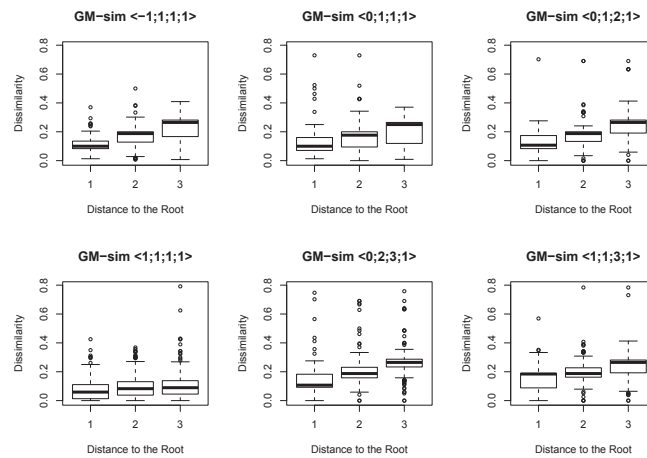 GM−sim <−1;1;1;1>
GM−sim <0;1;1;1>
GM−sim <0;1;2;1>
Dissimilarity
0.0 0.2 0.4 0.6 0.8
1 2 3
Distance to the Root
Dissimilarity
0.0 0.2 0.4 0.6 0.8
1 2 3
Distance to the Root
Dissimilarity
0.0 0.2 0.4 0.6 0.8
1 2 3
Distance to the Root
GM−sim <1;1;1;1>
GM−sim <0;2;3;1>
GM−sim <1;1;3;1>
Dissimilarity
0.0 0.2 0.4 0.6 0.8
1 2 3
Distance to the Root
Dissimilarity
0.0 0.2 0.4 0.6 0.8
1 2 3
Distance to the Root
Dissimilarity
0.0 0.2 0.4 0.6 0.8
1 2 3
Distance to the Root